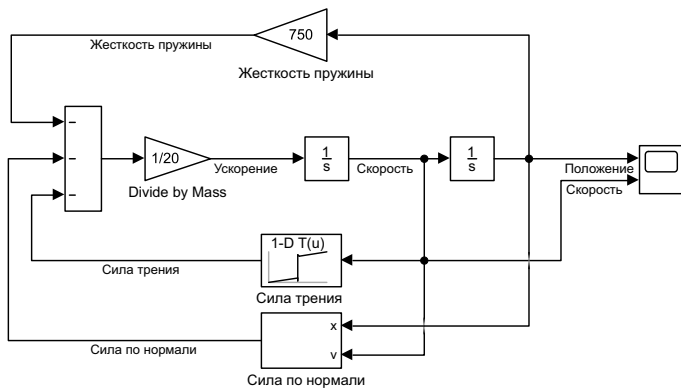 750
Жесткость пружины
Жесткость пружины
−
−
−
1/20
Divide by Mass
Ускорение
1
s
Скорость
1
s
Положение
Скорость
1-D T(u)
Сила трения
Сила трения
x
v
Сила по нормали
Сила по нормали